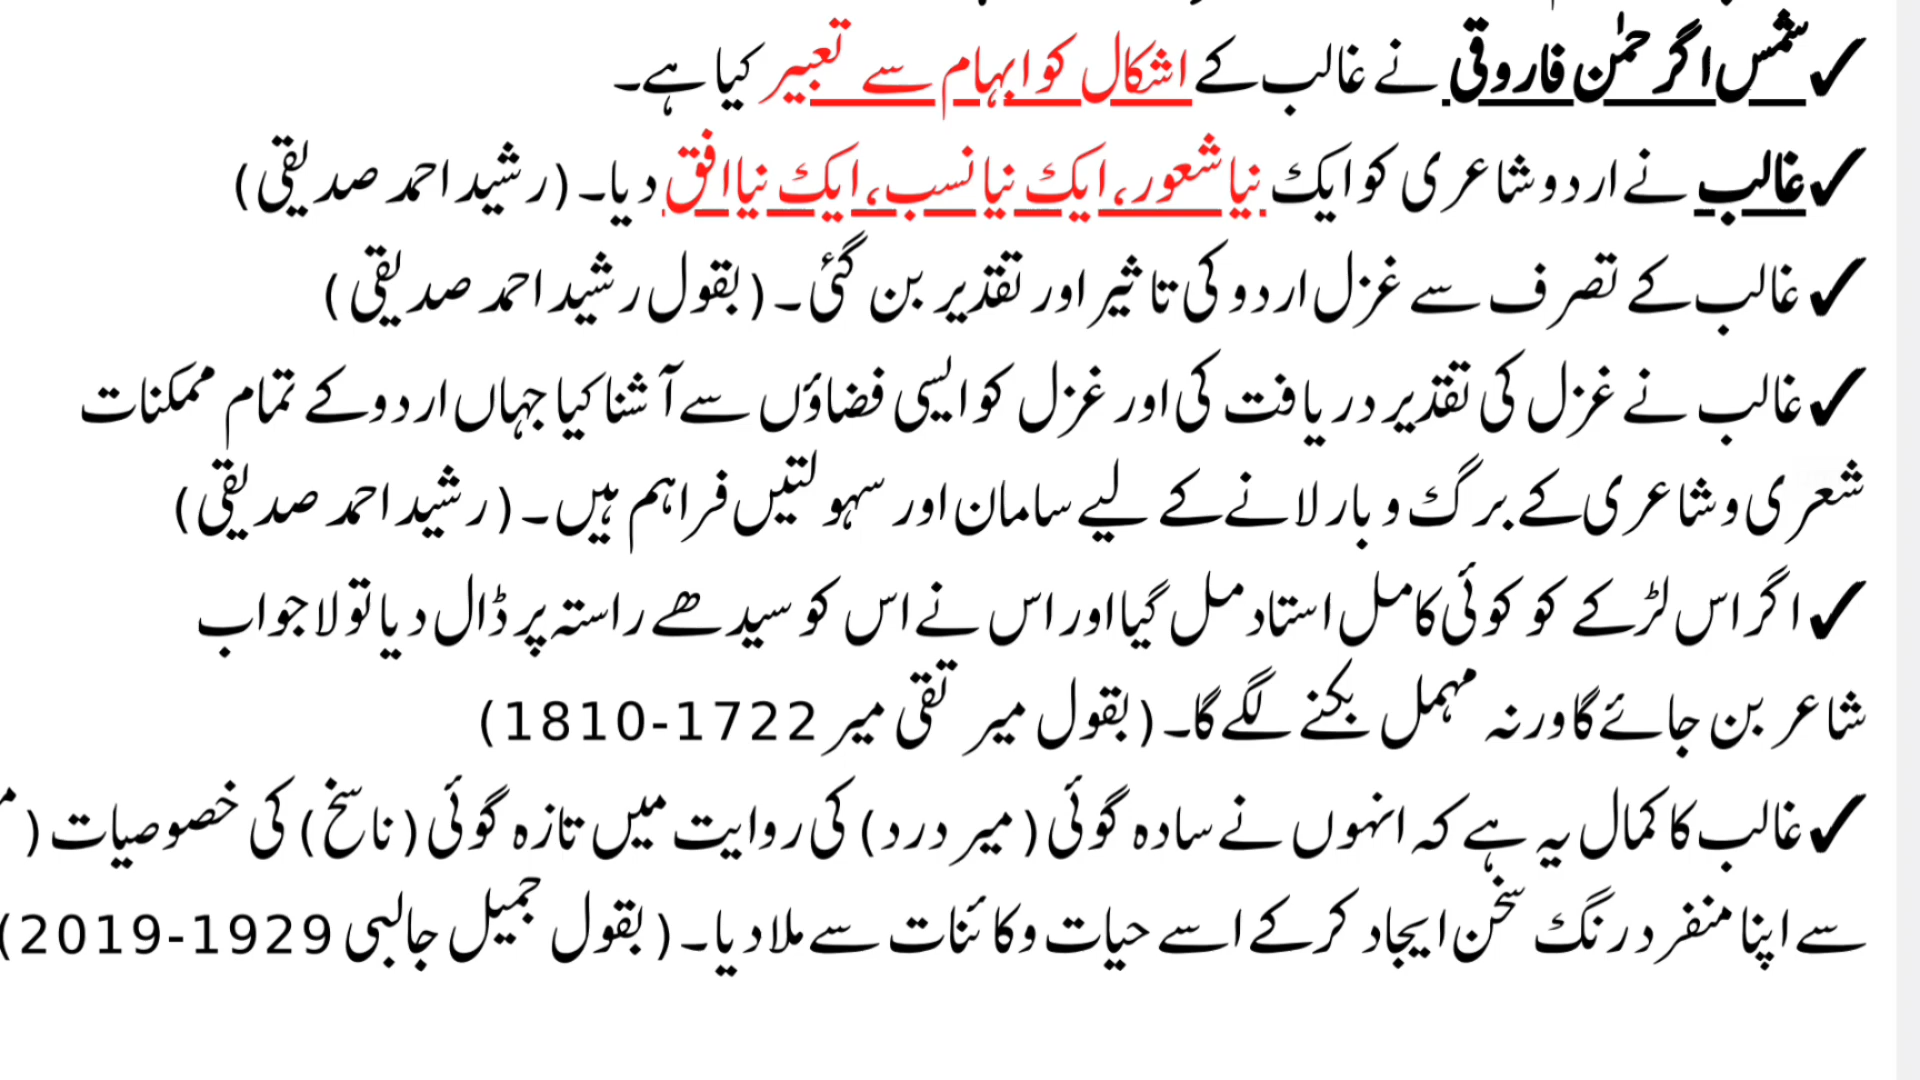 ✓شمس اگرحمٰن فاروقی نے غالب کے اشکال کو ابہام سے تعبیر کیا ہے۔
✓غالب نے اردو شاعری کو ایک نیا شعور، ایک نیا نسب، ایک نیا افق دیا۔ (رشید احمد صدیقی)
✓غالب کے تصرف سے غزل اردو کی تاثیر اور تقدیر بن گئی۔ (بقول رشید احمد صدیقی)
✓غالب نے غزل کی تقدیر دریافت کی اور غزل کو ایسی فضاؤں سے آشنا کیا جہاں اردو کے تمام ممکنات
شعری و شاعری کے برگ و بار لانے کے لیے سامان اور سہولتیں فراہم ہیں۔ (رشید احمد صدیقی)
✓اگر اس لڑکے کو کوئی کامل استاد مل گیا اور اس نے اس کو سیدھے راستہ پر ڈال دیا تو لاجواب
شاعر بن جائے گا ورنہ مہمل بکنے لگے گا۔ (بقول میر تقی میر 1722-1810)
✓غالب کا کمال یہ ہے کہ انہوں نے سادہ گوئی (میر درد) کی روایت میں تازہ گوئی (ناسخ) کی خصوصیات (
سے اپنا منفرد رنگ سخن ایجاد کر کے اسے حیات و کائنات سے ملا دیا۔ (بقول جمیل جالبی 1929-2019)